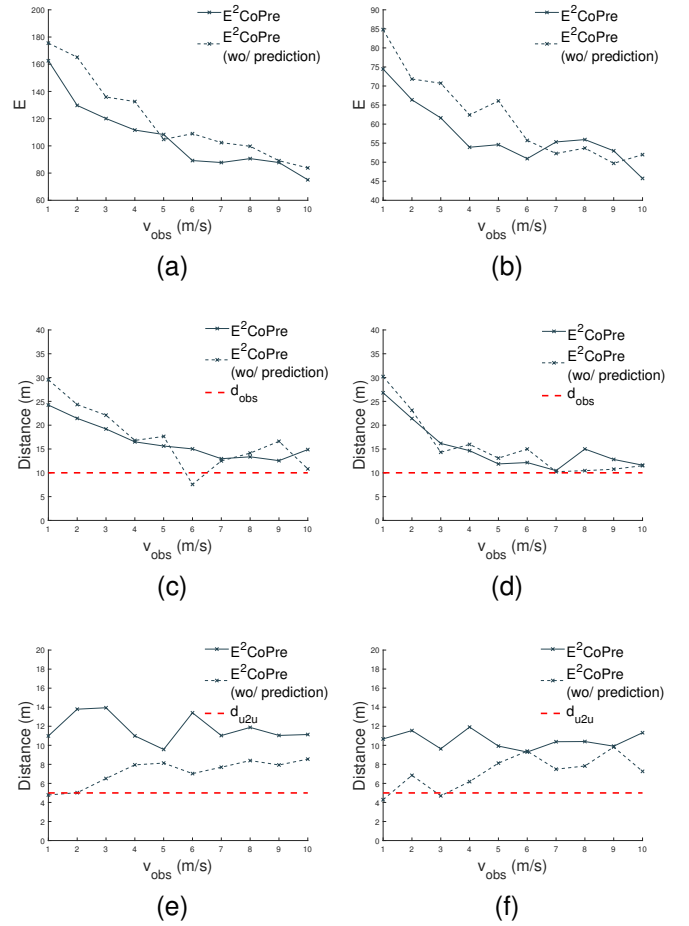 200
180
160
140
120
100
80
60
E
1 2 3 4 5 6 7 8 9 10
v_obs (m/s)
E²CoPre
E²CoPre
(wo/ prediction)
(a)
90
85
80
75
70
65
60
55
50
45
40
E
1 2 3 4 5 6 7 8 9 10
v_obs (m/s)
E²CoPre
E²CoPre
(wo/ prediction)
(b)
40
35
30
25
20
15
10
5
0
Distance (m)
1 2 3 4 5 6 7 8 9 10
v_obs (m/s)
E²CoPre
E²CoPre
(wo/ prediction)
d_obs
(c)
40
35
30
25
20
15
10
5
0
Distance (m)
1 2 3 4 5 6 7 8 9 10
v_obs (m/s)
E²CoPre
E²CoPre
(wo/ prediction)
d_obs
(d)
20
18
16
14
12
10
8
6
4
2
0
Distance (m)
1 2 3 4 5 6 7 8 9 10
v_obs (m/s)
E²CoPre
E²CoPre
(wo/ prediction)
d_u2u
(e)
20
18
16
14
12
10
8
6
4
2
0
Distance (m)
1 2 3 4 5 6 7 8 9 10
v_obs (m/s)
E²CoPre
E²CoPre
(wo/ prediction)
d_u2u
(f)